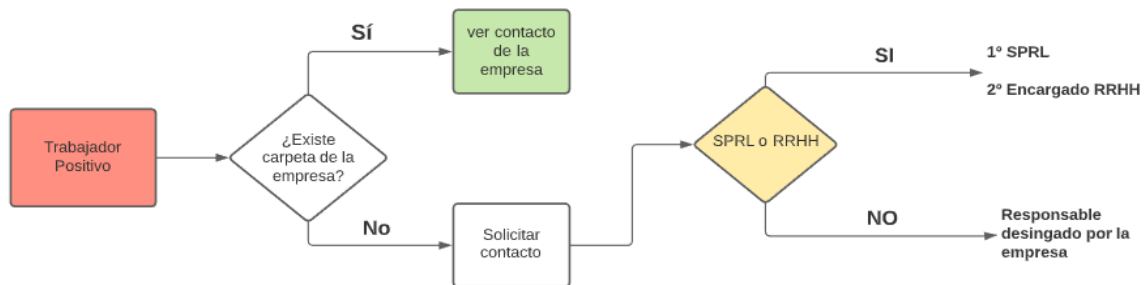 Trabajador
Positivo
¿Existe
carpeta de la
empresa?
Sí
ver contacto
de la
empresa
No
Solicitar
contacto
SPRL o RRHH
SI
1º SPRL
2º Encargado RRHH
NO
Responsable
desingado por la
empresa